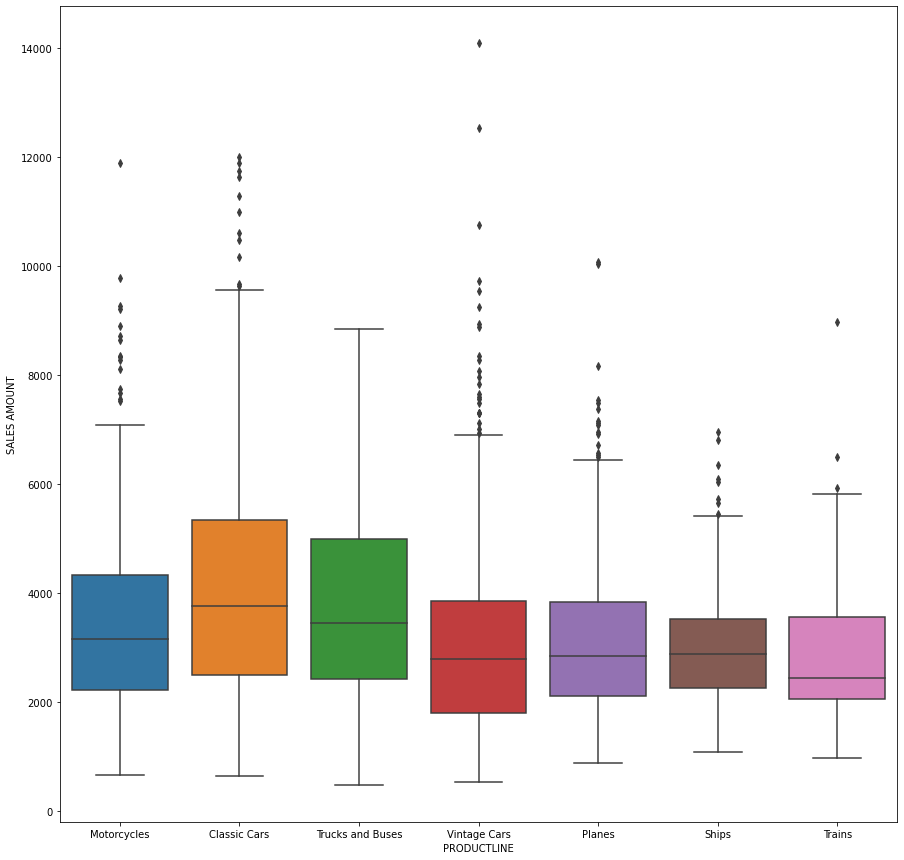 SALES AMOUNT
14000
12000
10000
8000
6000
4000
2000
0
Motorcycles Classic Cars Trucks and Buses Vintage Cars Planes Ships Trains
PRODUCTLINE